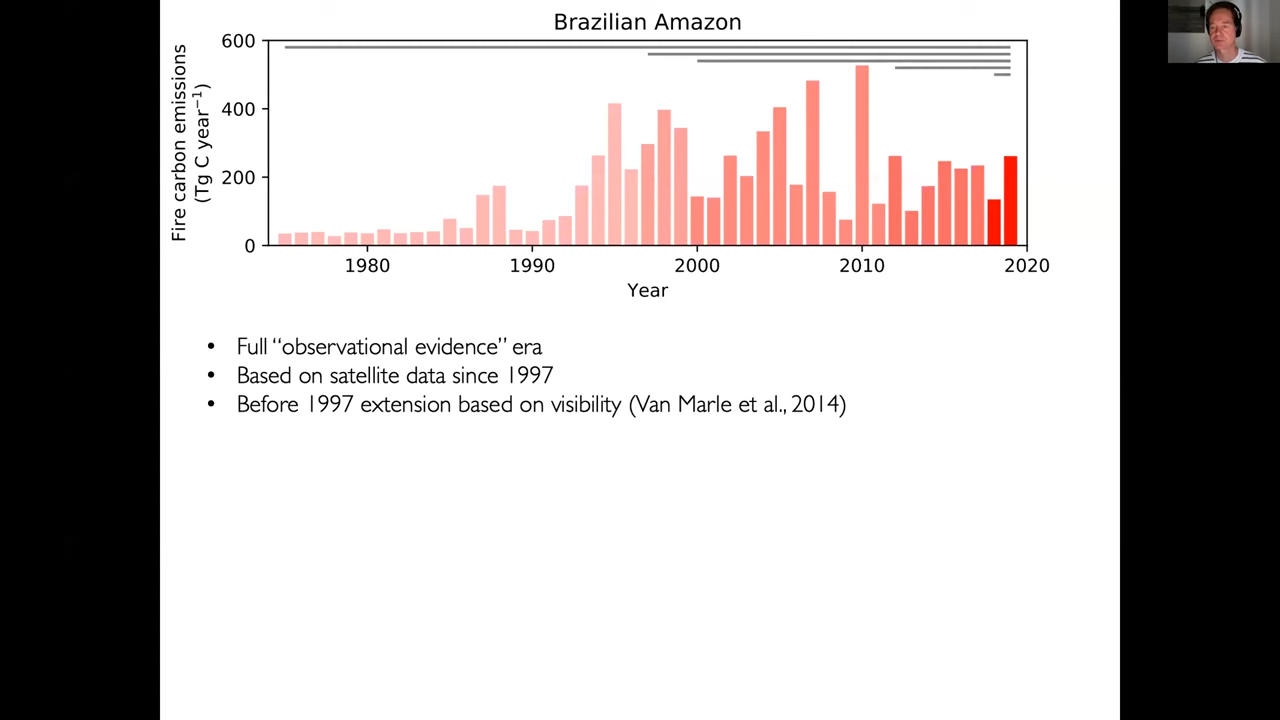 Brazilian Amazon
Fire carbon emissions
(Tg C year⁻¹)
600
400
200
0
1980
1990
2000
2010
2020
Year
• Full “observational evidence” era
• Based on satellite data since 1997
• Before 1997 extension based on visibility (Van Marle et al., 2014)